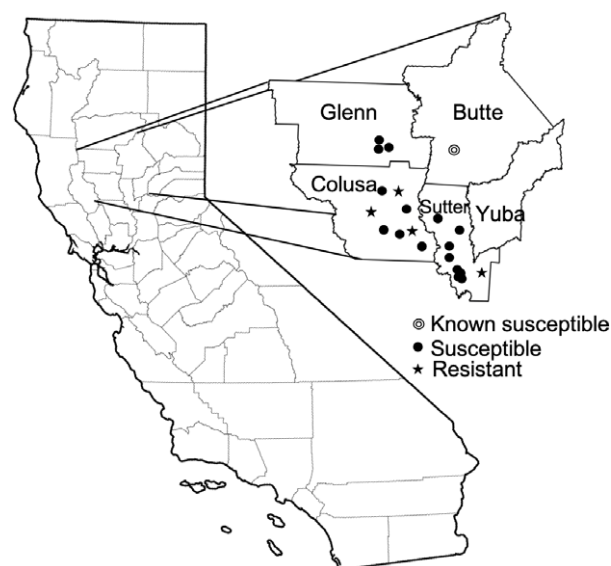 Glenn
Butte
Colusa
Sutter
Yuba
Known susceptible
Susceptible
Resistant